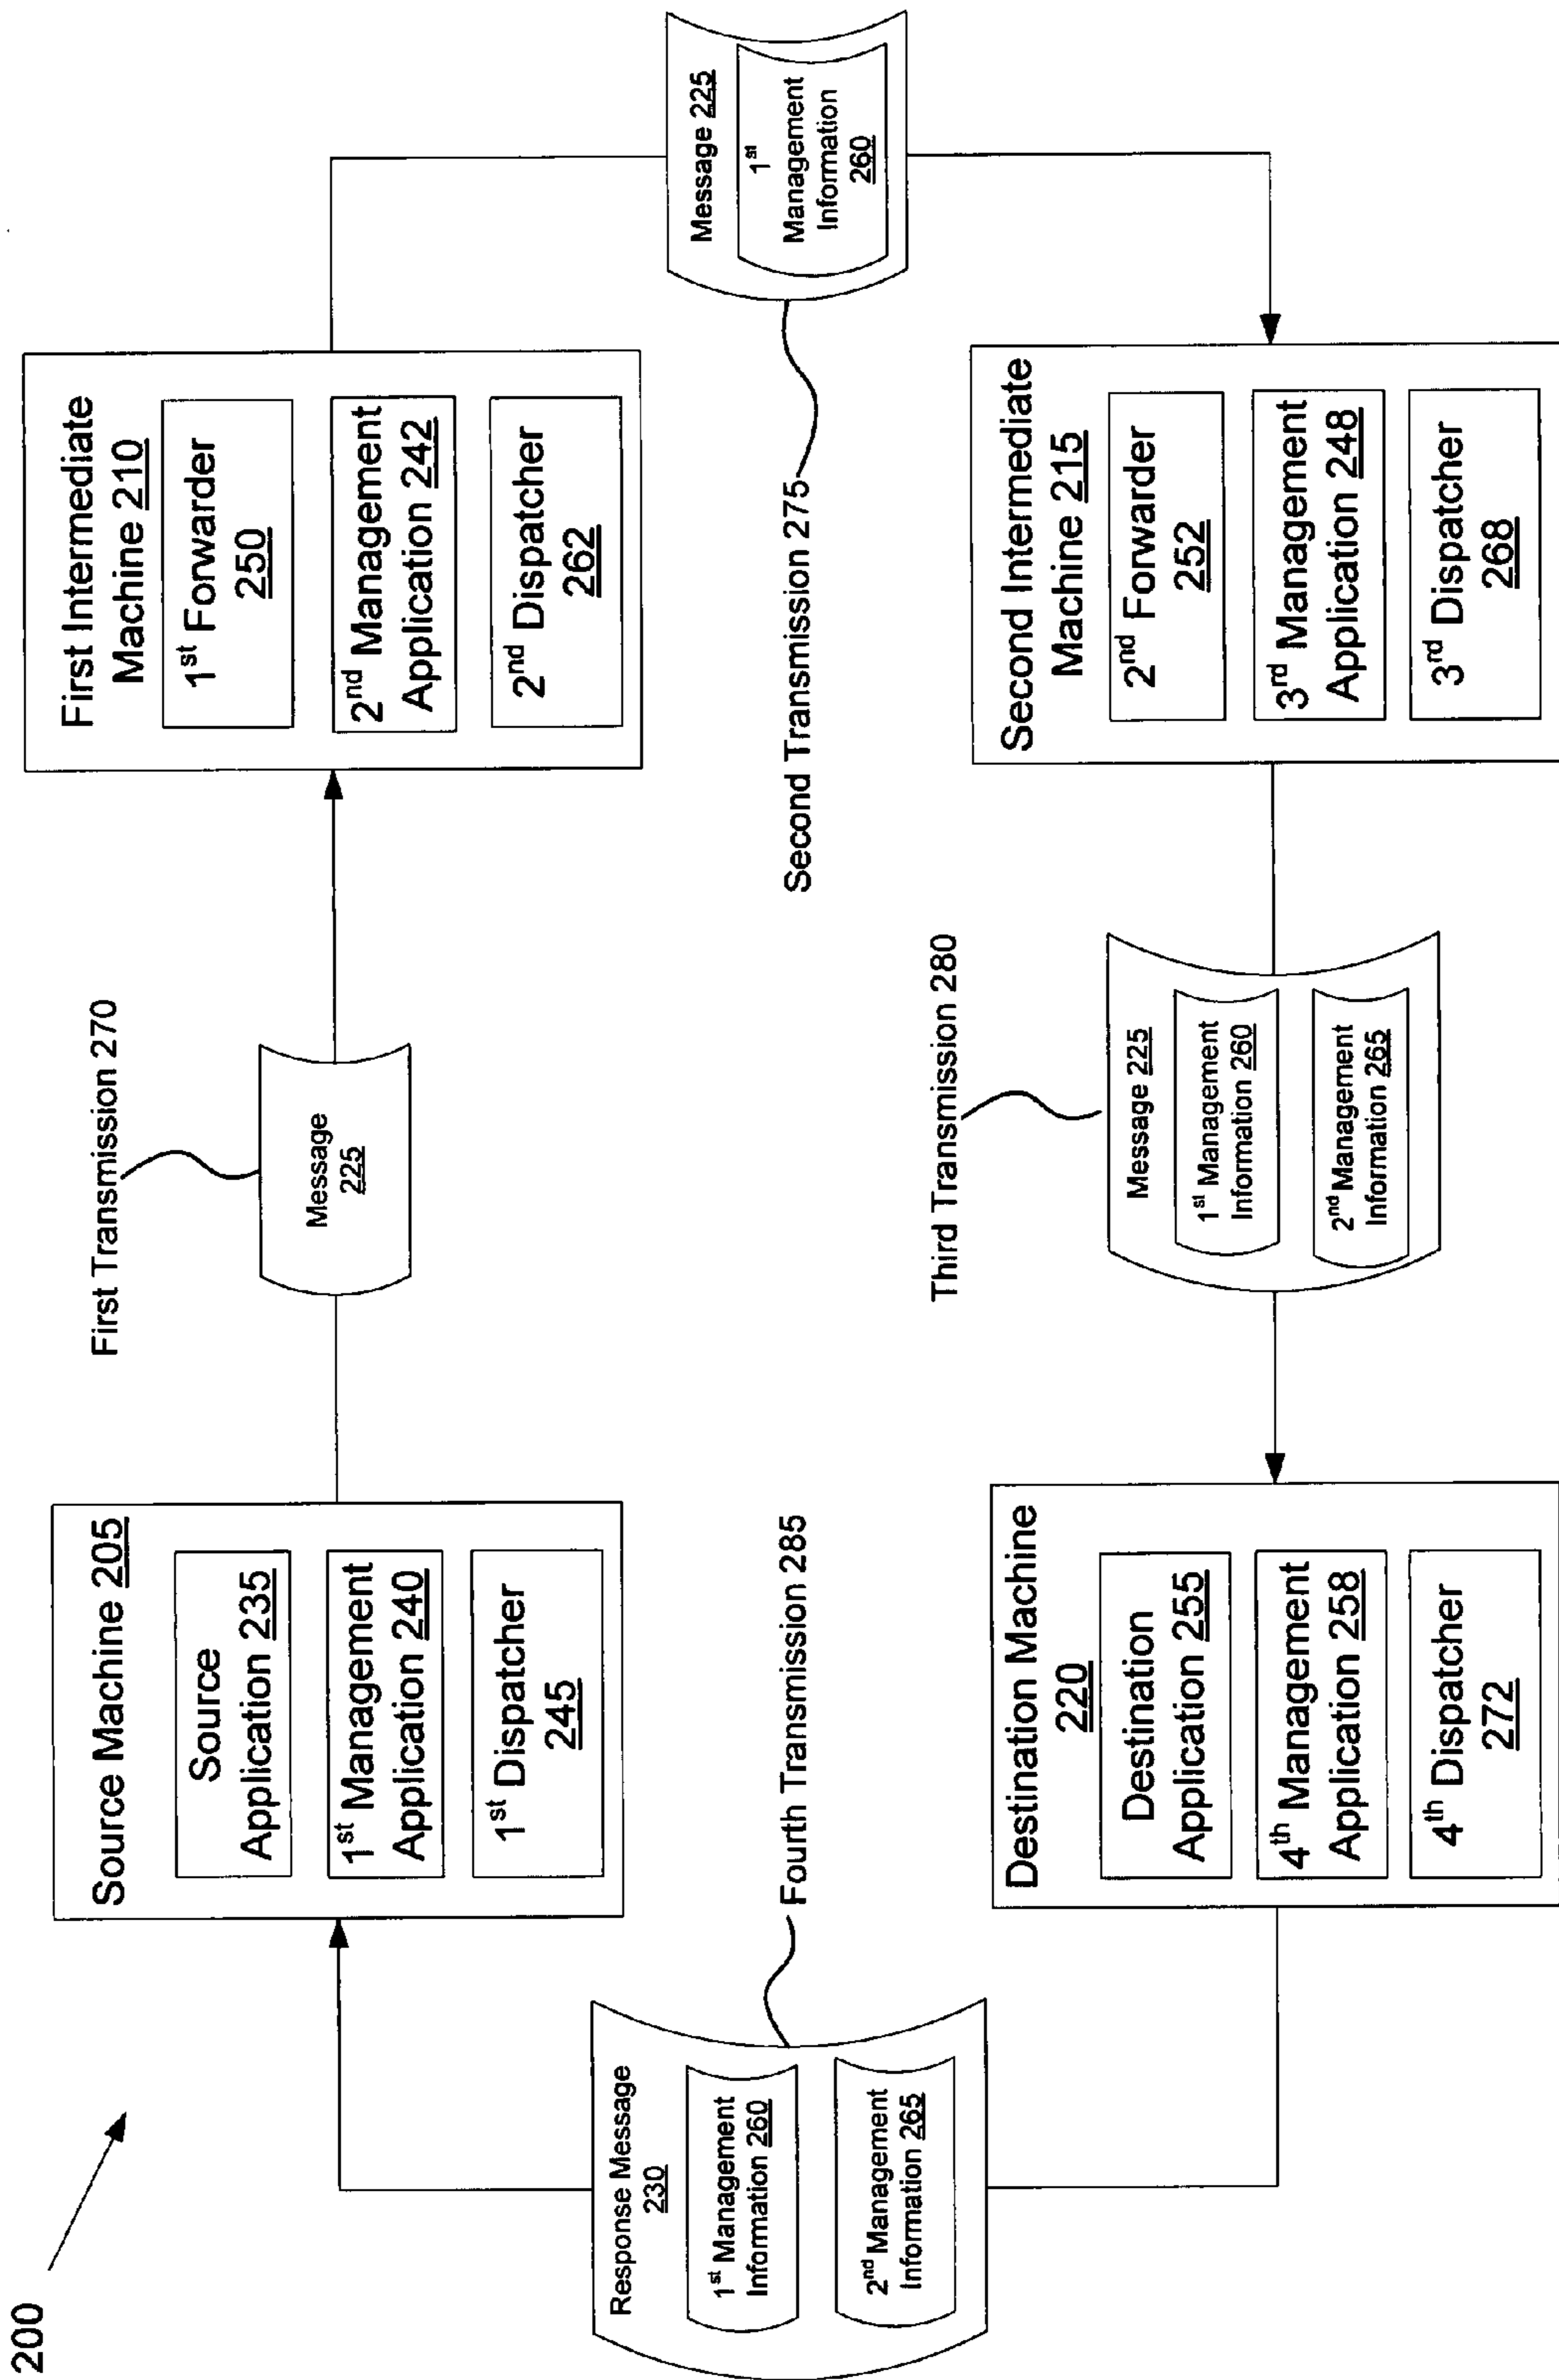 200
Source Machine 205
Source
Application 235
1st Management
Application 240
1st Dispatcher
245
First Transmission 270
Message
225
First Intermediate
Machine 210
1st Forwarder
250
2nd Management
Application 242
2nd Dispatcher
262
Message 225
1st
Management
Information
260
Second Transmission 275
Second Intermediate
Machine 215
2nd Forwarder
252
3rd Management
Application 248
3rd Dispatcher
268
Third Transmission 280
Message 225
1st Management
Information 260
2nd Management
Information 265
Destination Machine
220
Destination
Application 255
4th Management
Application 258
4th Dispatcher
272
Fourth Transmission 285
Response Message
230
1st Management
Information 260
2nd Management
Information 265